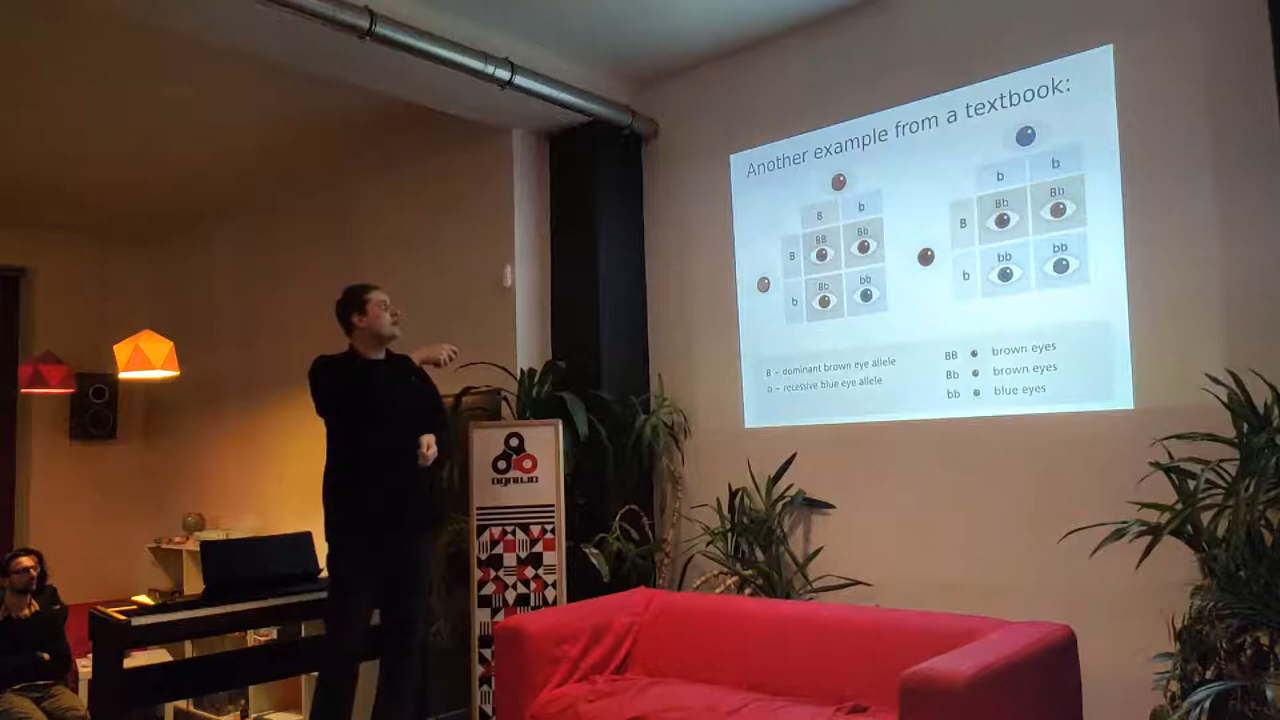 Another example from a textbook:
B b
B BB Bb
b Bb bb
b b
B Bb Bb
b bb bb
B - dominant brown eye allele
b - recessive blue eye allele
BB brown eyes
Bb brown eyes
bb blue eyes